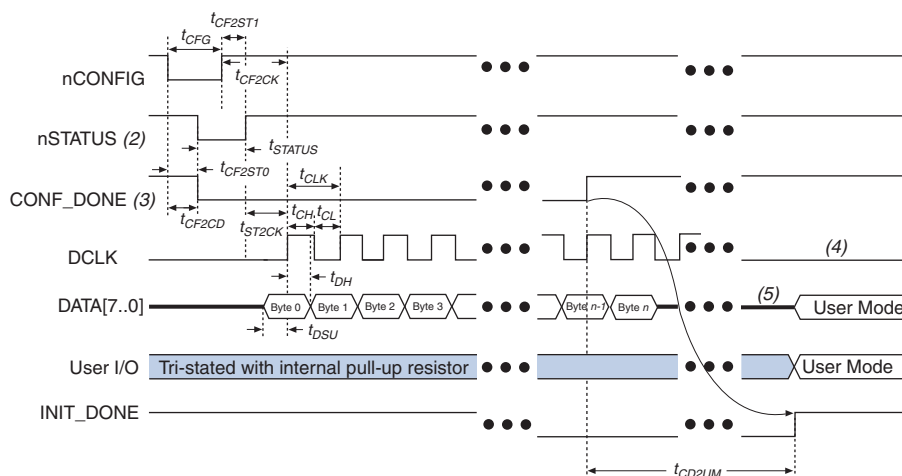 tCF2ST1
tCFG
tCF2CK
nCONFIG
nSTATUS (2)
tSTATUS
tCF2ST0
tCLK
CONF_DONE (3)
tCF2CD
tST2CK
tCH
tCL
(4)
DCLK
tDH
(5)
DATA[7..0]
Byte 0
Byte 1
Byte 2
Byte 3
Byte n-1
Byte n
User Mode
tDSU
User I/O
Tri-stated with internal pull-up resistor
User Mode
INIT_DONE
tCD2UM